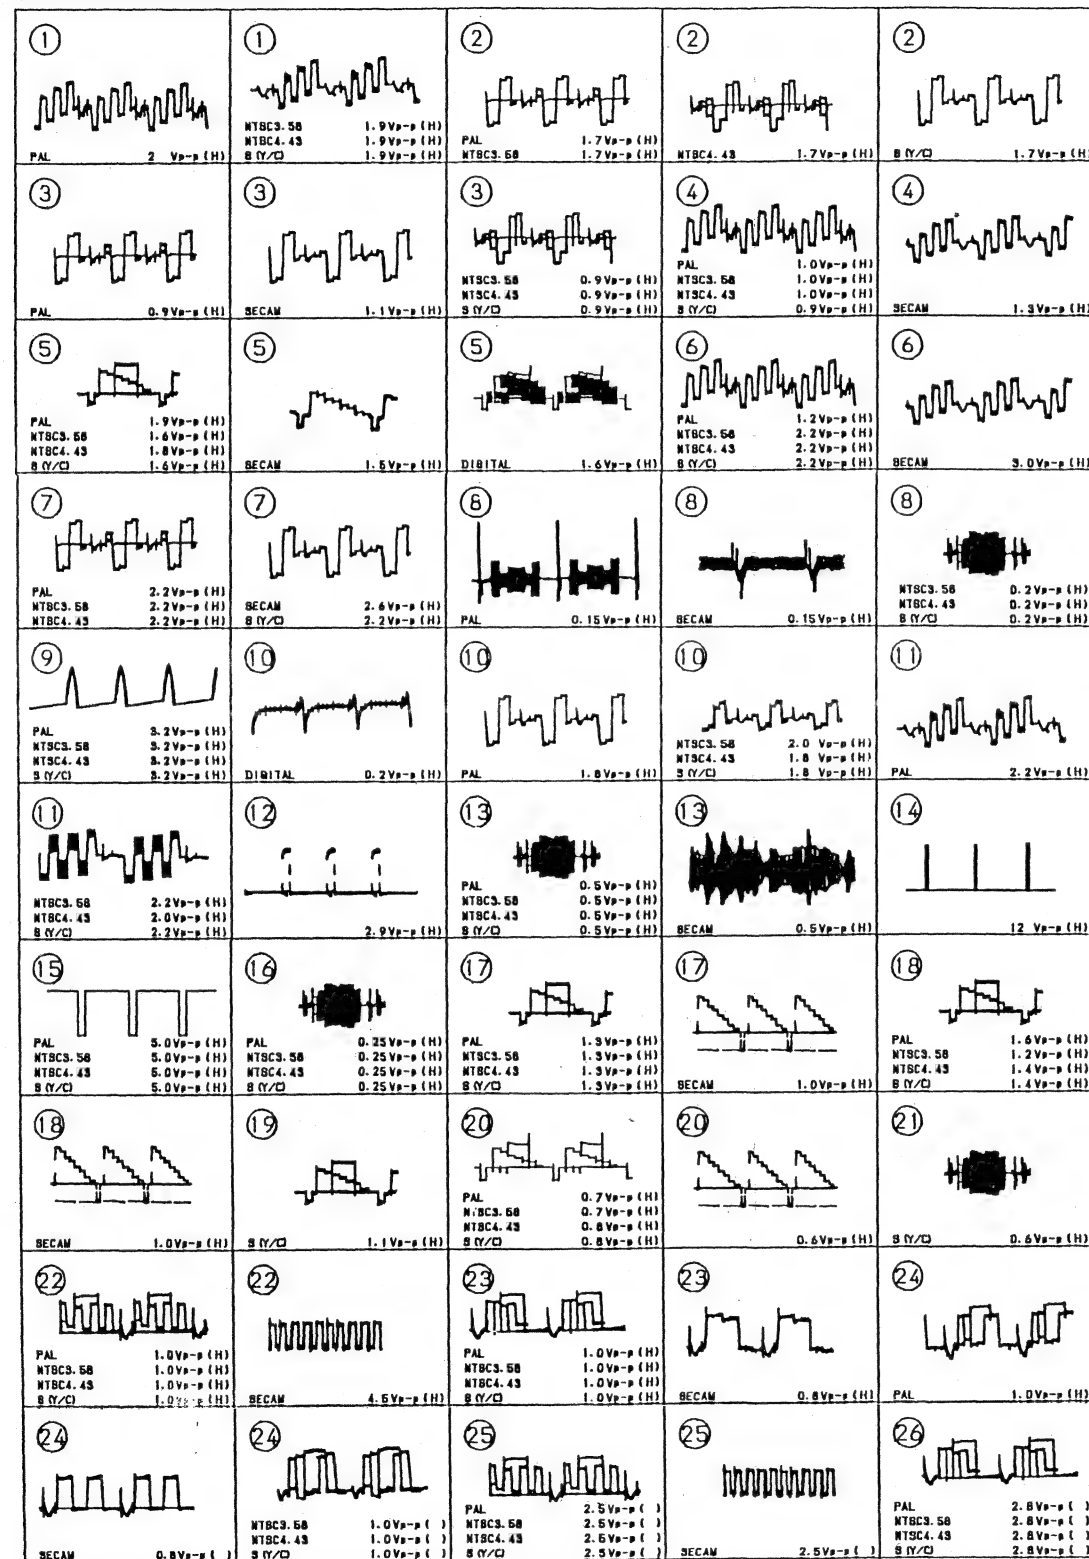 ①
PAL 2 Vp-p (H)
①
NTSC3.58 1.9Vp-p (H)
NTSC4.43 1.9Vp-p (H)
S (Y/C) 1.9Vp-p (H)
②
PAL 1.7Vp-p (H)
NTSC3.58 1.7Vp-p (H)
②
NTSC4.43 1.7Vp-p (H)
②
S (Y/C) 1.7Vp-p (H)
③
PAL 0.9Vp-p (H)
③
SECAM 1.1Vp-p (H)
③
NTSC3.58 0.9Vp-p (H)
NTSC4.43 0.9Vp-p (H)
S (Y/C) 0.9Vp-p (H)
④
PAL 1.0Vp-p (H)
NTSC3.58 1.0Vp-p (H)
NTSC4.43 1.0Vp-p (H)
S (Y/C) 0.9Vp-p (H)
④
SECAM 1.3Vp-p (H)
⑤
PAL 1.9Vp-p (H)
NTSC3.58 1.6Vp-p (H)
NTSC4.43 1.8Vp-p (H)
S (Y/C) 1.6Vp-p (H)
⑤
SECAM 1.5Vp-p (H)
⑤
DIGITAL 1.6Vp-p (H)
⑥
PAL 1.2Vp-p (H)
NTSC3.58 2.2Vp-p (H)
NTSC4.43 2.2Vp-p (H)
S (Y/C) 2.2Vp-p (H)
⑥
SECAM 3.0Vp-p (H)
⑦
PAL 2.2Vp-p (H)
NTSC3.58 2.2Vp-p (H)
NTSC4.43 2.2Vp-p (H)
⑦
SECAM 2.6Vp-p (H)
S (Y/C) 2.2Vp-p (H)
⑧
PAL 0.15Vp-p (H)
⑧
SECAM 0.15Vp-p (H)
⑧
NTSC3.58 0.2Vp-p (H)
NTSC4.43 0.2Vp-p (H)
S (Y/C) 0.2Vp-p (H)
⑨
PAL 3.2Vp-p (H)
NTSC3.58 3.2Vp-p (H)
NTSC4.43 3.2Vp-p (H)
S (Y/C) 3.2Vp-p (H)
⑩
DIGITAL 0.2Vp-p (H)
⑩
PAL 1.8Vp-p (H)
⑩
NTSC3.58 2.0 Vp-p (H)
NTSC4.43 1.8 Vp-p (H)
S (Y/C) 1.8 Vp-p (H)
⑪
PAL 2.2Vp-p (H)
⑪
NTSC3.58 2.2Vp-p (H)
NTSC4.43 2.0Vp-p (H)
S (Y/C) 2.2Vp-p (H)
⑫
2.9Vp-p (H)
⑬
PAL 0.5Vp-p (H)
NTSC3.58 0.5Vp-p (H)
NTSC4.43 0.5Vp-p (H)
S (Y/C) 0.5Vp-p (H)
⑬
SECAM 0.5Vp-p (H)
⑭
12 Vp-p (H)
⑮
PAL 5.0Vp-p (H)
NTSC3.58 5.0Vp-p (H)
NTSC4.43 5.0Vp-p (H)
S (Y/C) 5.0Vp-p (H)
⑯
PAL 0.25Vp-p (H)
NTSC3.58 0.25Vp-p (H)
NTSC4.43 0.25Vp-p (H)
S (Y/C) 0.25Vp-p (H)
⑰
PAL 1.3Vp-p (H)
NTSC3.58 1.3Vp-p (H)
NTSC4.43 1.3Vp-p (H)
S (Y/C) 1.3Vp-p (H)
⑰
SECAM 1.0Vp-p (H)
⑱
PAL 1.6Vp-p (H)
NTSC3.58 1.2Vp-p (H)
NTSC4.43 1.4Vp-p (H)
S (Y/C) 1.4Vp-p (H)
⑱
SECAM 1.0Vp-p (H)
⑲
S (Y/C) 1.1Vp-p (H)
⑳
PAL 0.7Vp-p (H)
NTSC3.58 0.7Vp-p (H)
NTSC4.43 0.8Vp-p (H)
S (Y/C) 0.8Vp-p (H)
⑳
0.6Vp-p (H)
㉑
S (Y/C) 0.6Vp-p (H)
㉒
PAL 1.0Vp-p (H)
NTSC3.58 1.0Vp-p (H)
NTSC4.43 1.0Vp-p (H)
S (Y/C) 1.0Vp-p (H)
㉒
SECAM 4.5Vp-p (H)
㉓
PAL 1.0Vp-p (H)
NTSC3.58 1.0Vp-p (H)
NTSC4.43 1.0Vp-p (H)
S (Y/C) 1.0Vp-p (H)
㉓
SECAM 0.8Vp-p (H)
㉔
PAL 1.0Vp-p (H)
㉔
SECAM 0.8Vp-p ( )
㉔
NTSC3.58 1.0Vp-p ( )
NTSC4.43 1.0Vp-p ( )
S (Y/C) 1.0Vp-p ( )
㉕
PAL 2.5Vp-p ( )
NTSC3.58 2.5Vp-p ( )
NTSC4.43 2.5Vp-p ( )
S (Y/C) 2.5Vp-p ( )
㉕
SECAM 2.5Vp-p ( )
㉖
PAL 2.8Vp-p ( )
NTSC3.58 2.8Vp-p ( )
NTSC4.43 2.8Vp-p ( )
S (Y/C) 2.8Vp-p ( )